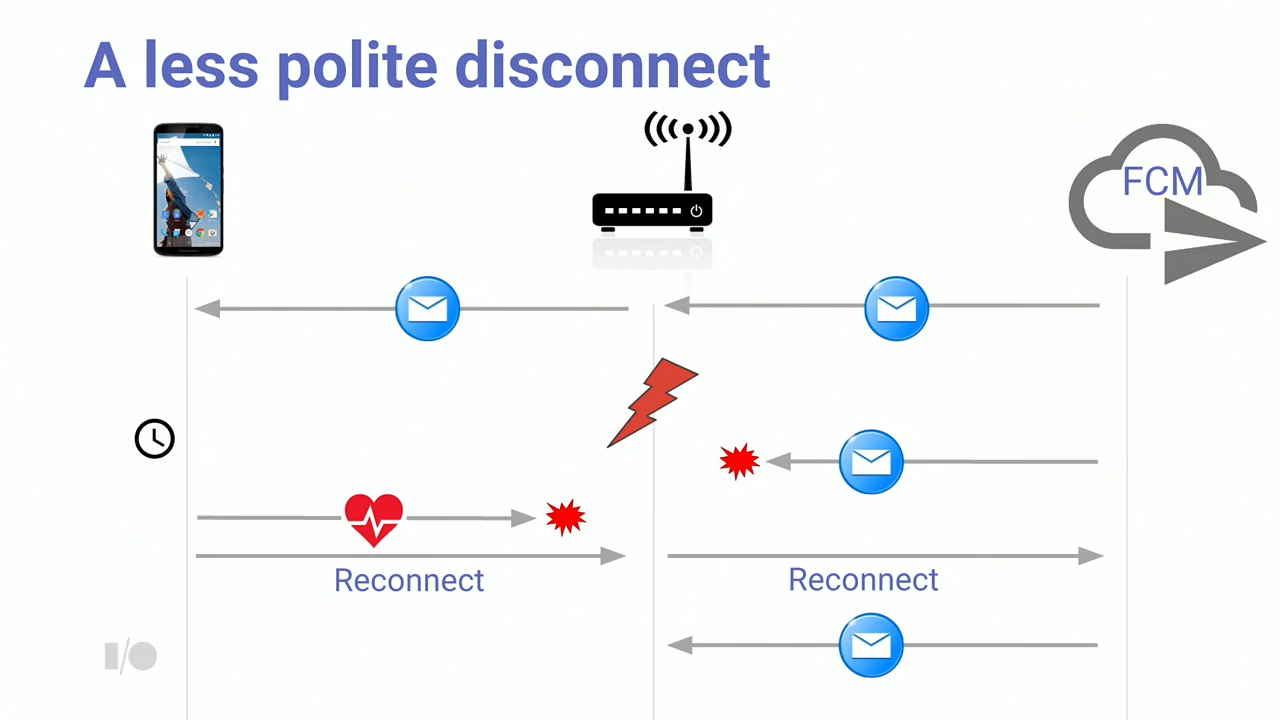 A less polite disconnect
FCM
Reconnect
Reconnect
I/O